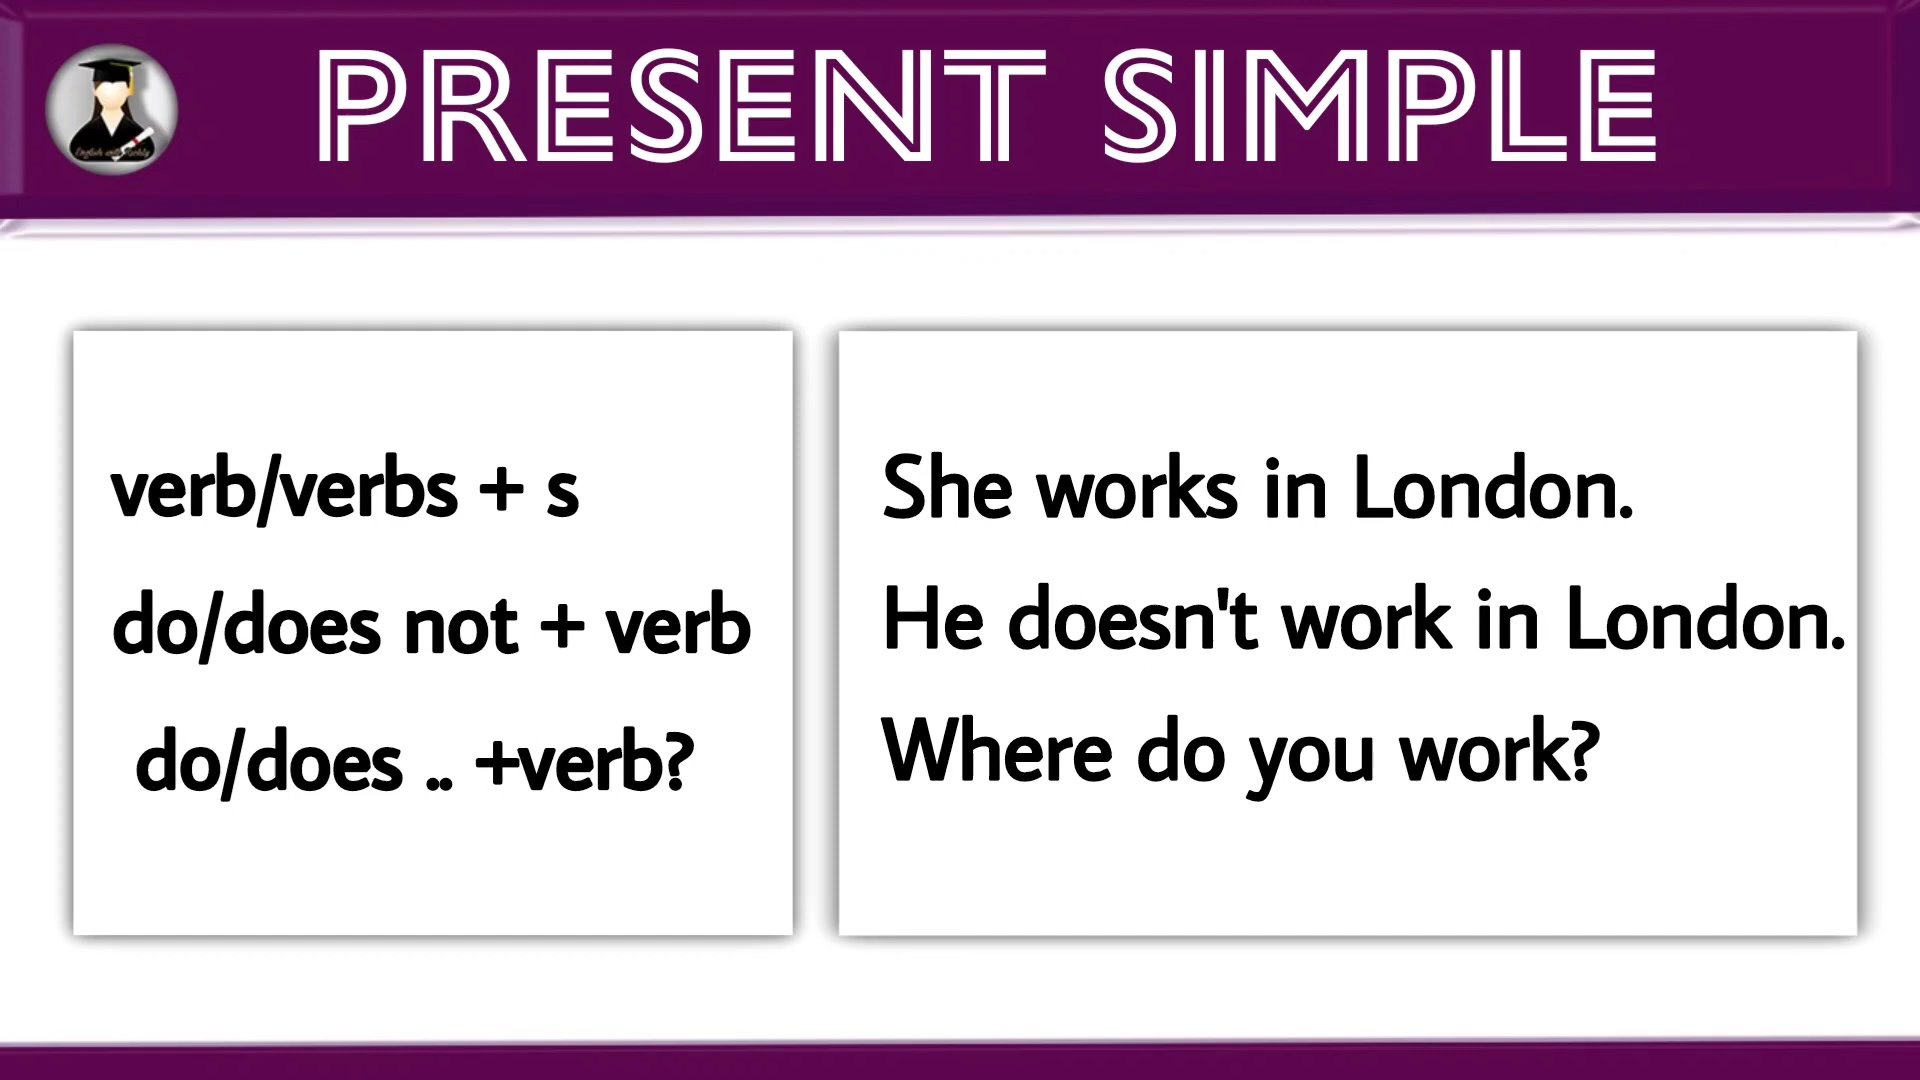 PRESENT SIMPLE
verb/verbs + s
do/does not + verb
do/does .. +verb?
She works in London.
He doesn't work in London.
Where do you work?